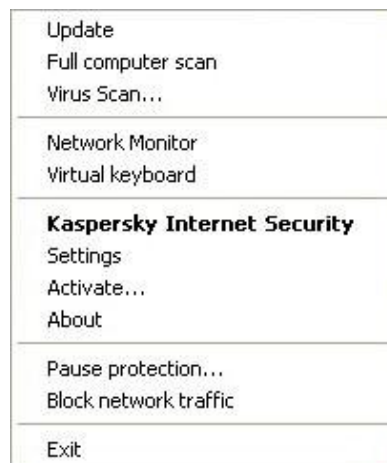 Update
Full computer scan
Virus Scan...
Network Monitor
Virtual keyboard
Kaspersky Internet Security
Settings
Activate...
About
Pause protection...
Block network traffic
Exit